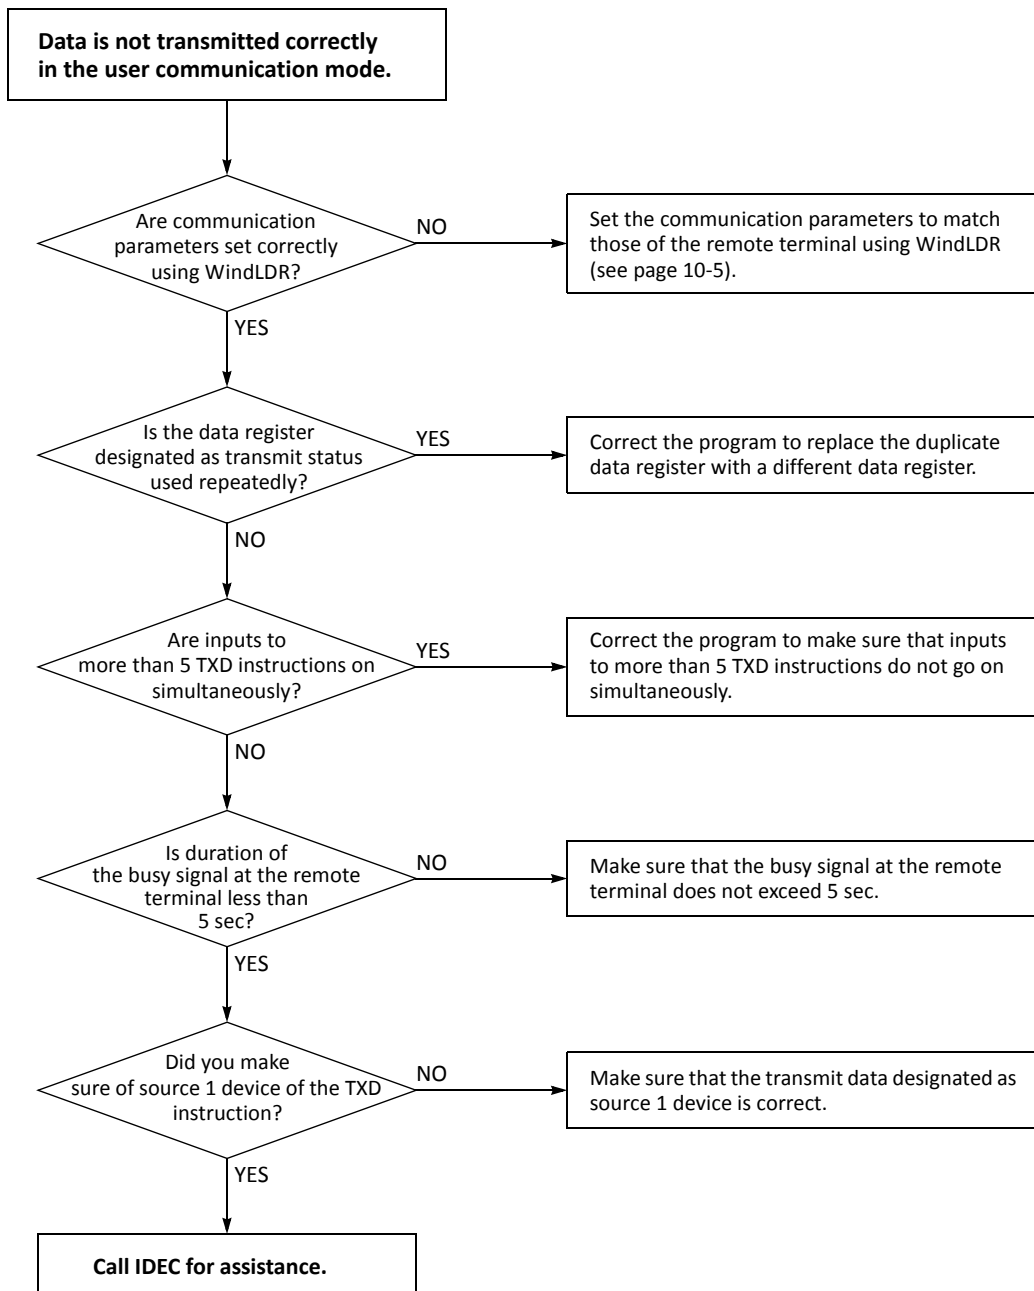 Data is not transmitted correctly
in the user communication mode.
Are communication
parameters set correctly
using WindLDR?
NO
Set the communication parameters to match
those of the remote terminal using WindLDR
(see page 10-5).
YES
Is the data register
designated as transmit status
used repeatedly?
YES
Correct the program to replace the duplicate
data register with a different data register.
NO
Are inputs to
more than 5 TXD instructions on
simultaneously?
YES
Correct the program to make sure that inputs
to more than 5 TXD instructions do not go on
simultaneously.
NO
Is duration of
the busy signal at the remote
terminal less than
5 sec?
NO
Make sure that the busy signal at the remote
terminal does not exceed 5 sec.
YES
Did you make
sure of source 1 device of the TXD
instruction?
NO
Make sure that the transmit data designated as
source 1 device is correct.
YES
Call IDEC for assistance.